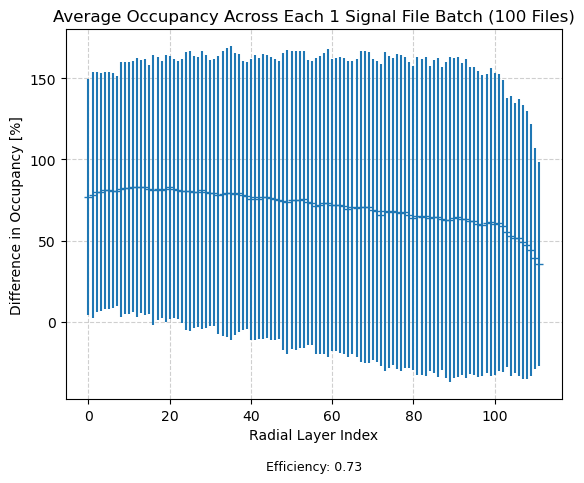 Average Occupancy Across Each 1 Signal File Batch (100 Files)
Difference in Occupancy [%]
150
100
50
0
0 20 40 60 80 100
Radial Layer Index
Efficiency: 0.73